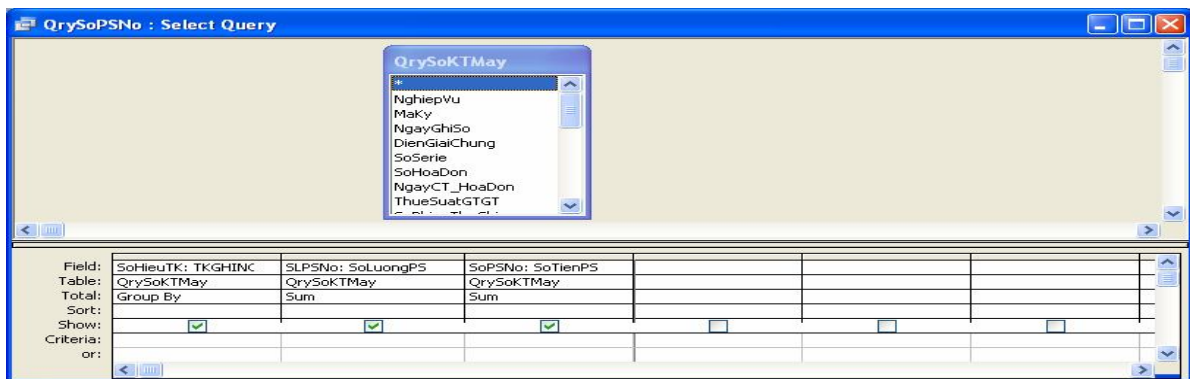 QrySoPSNo : Select Query
QrySoKTMay
*
NghiepVu
MaKy
NgayGhiSo
DienGiaiChung
SoSerie
SoHoaDon
NgayCT_HoaDon
ThueSuatGTGT
Field: SoHieuTK: TKGHINC SLPSNo: SoLuongPS SoPSNo: SoTienPS
Table: QrySoKTMay QrySoKTMay QrySoKTMay
Total: Group By Sum Sum
Sort:
Show:
Criteria:
or: